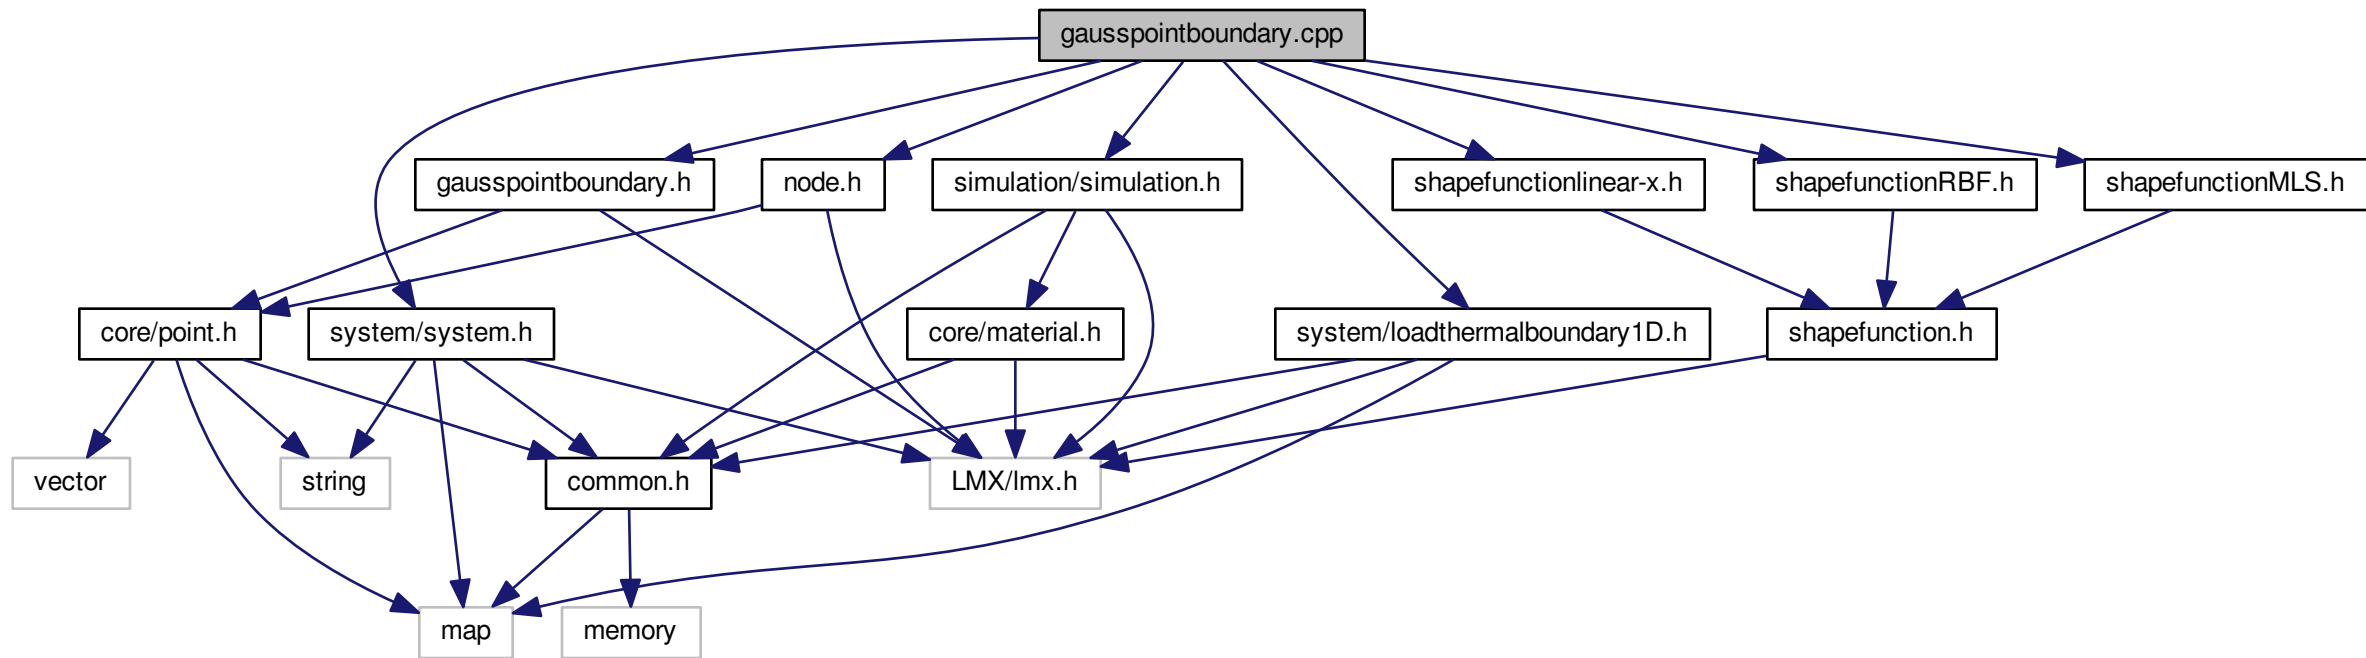 gausspointboundary.cpp
gausspointboundary.h
node.h
simulation/simulation.h
shapefunctionlinear-x.h
shapefunctionRBF.h
shapefunctionMLS.h
core/point.h
system/system.h
core/material.h
system/loadthermalboundary1D.h
shapefunction.h
vector
string
common.h
LMX/lmx.h
map
memory